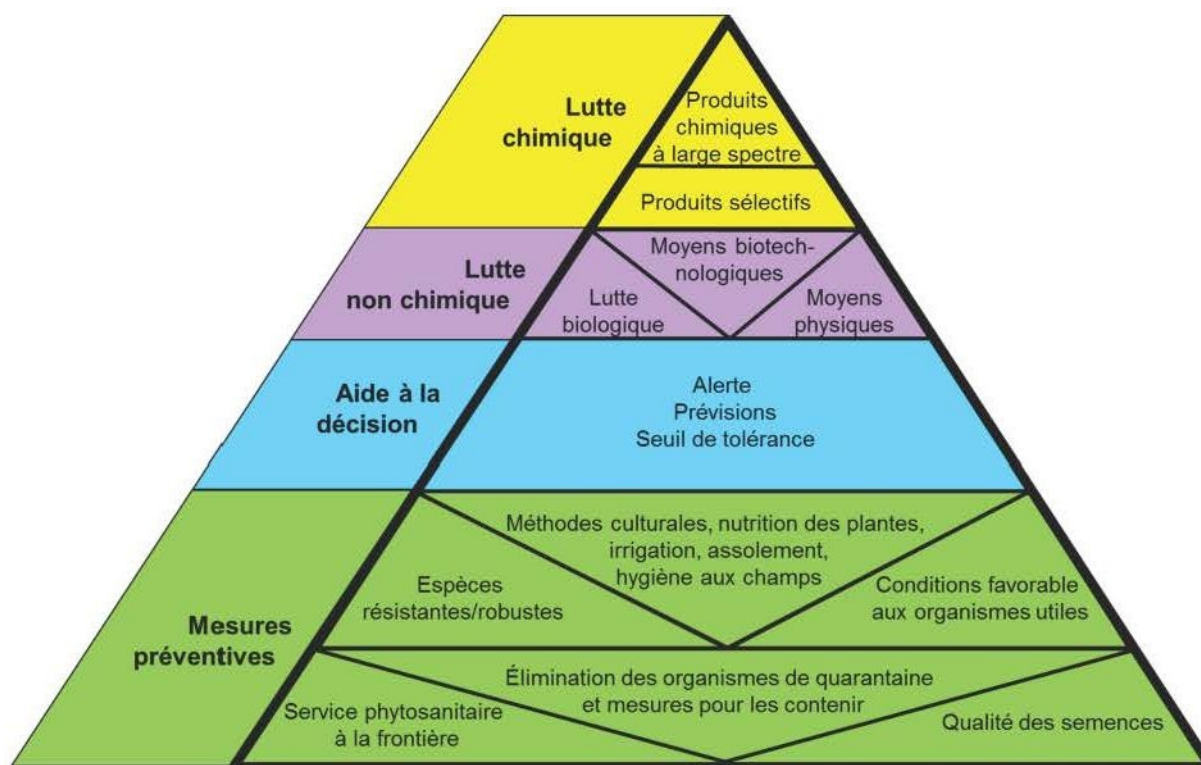 Lutte
chimique
Produits
chimiques
à large spectre
Produits sélectifs
Lutte
non chimique
Moyens biotech-
nologiques
Lutte
biologique
Moyens
physiques
Aide à la
décision
Alerte
Prévisions
Seuil de tolérance
Mesures
préventives
Méthodes culturales, nutrition des plantes,
irrigation, assolement,
hygiène aux champs
Espèces
résistantes/robustes
Conditions favorable
aux organismes utiles
Élimination des organismes de quarantaine
et mesures pour les contenir
Service phytosanitaire
à la frontière
Qualité des semences